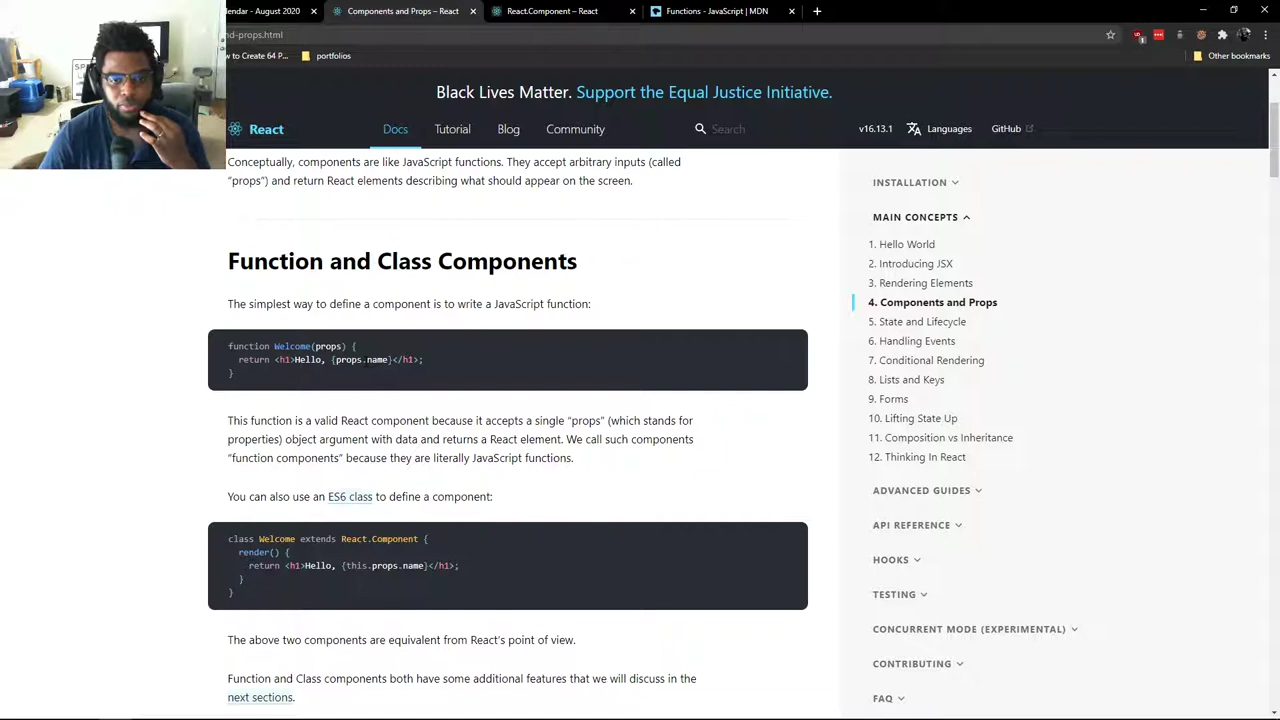 lendar - August 2020
Components and Props – React
React.Component – React
Functions - JavaScript | MDN
nd-props.html
w to Create 64 P...
portfolios
Other bookmarks
Black Lives Matter. Support the Equal Justice Initiative.
React
Docs
Tutorial
Blog
Community
Search
v16.13.1
Languages
GitHub
Conceptually, components are like JavaScript functions. They accept arbitrary inputs (called
“props”) and return React elements describing what should appear on the screen.
Function and Class Components
The simplest way to define a component is to write a JavaScript function:
function Welcome(props) {
return <h1>Hello, {props.name}</h1>;
}
This function is a valid React component because it accepts a single “props” (which stands for
properties) object argument with data and returns a React element. We call such components
“function components” because they are literally JavaScript functions.
You can also use an ES6 class to define a component:
class Welcome extends React.Component {
render() {
return <h1>Hello, {this.props.name}</h1>;
}
}
The above two components are equivalent from React’s point of view.
Function and Class components both have some additional features that we will discuss in the
next sections.
INSTALLATION
MAIN CONCEPTS
1. Hello World
2. Introducing JSX
3. Rendering Elements
4. Components and Props
5. State and Lifecycle
6. Handling Events
7. Conditional Rendering
8. Lists and Keys
9. Forms
10. Lifting State Up
11. Composition vs Inheritance
12. Thinking In React
ADVANCED GUIDES
API REFERENCE
HOOKS
TESTING
CONCURRENT MODE (EXPERIMENTAL)
CONTRIBUTING
FAQ